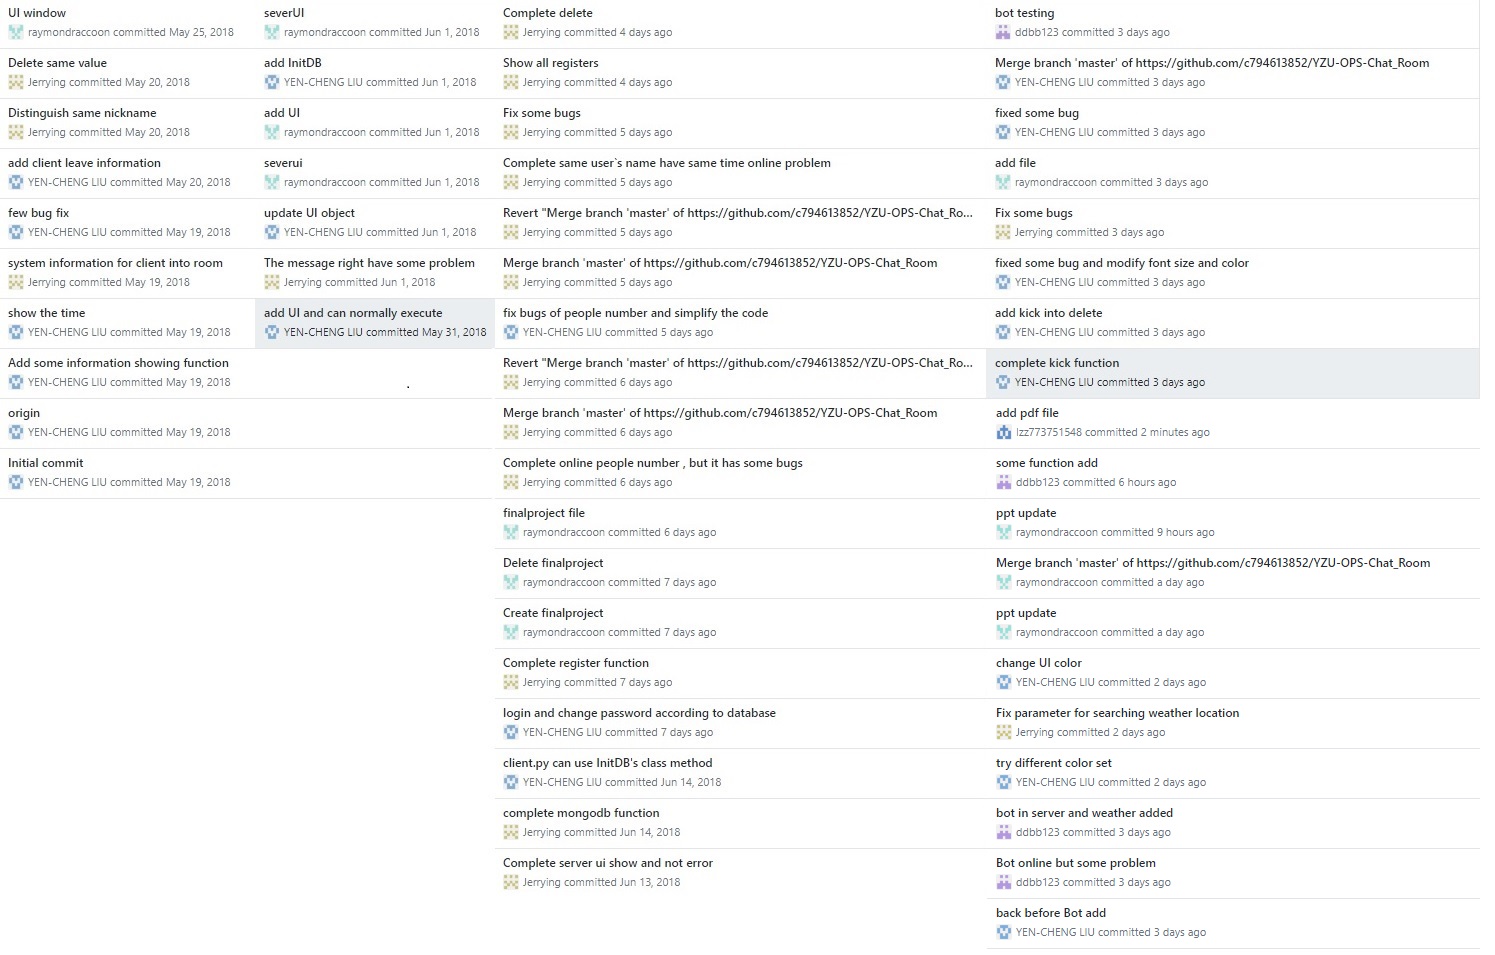 UI window
raymondraccoon committed May 25, 2018
Delete same value
Jerrying committed May 20, 2018
Distinguish same nickname
Jerrying committed May 20, 2018
add client leave information
YEN-CHENG LIU committed May 20, 2018
few bug fix
YEN-CHENG LIU committed May 19, 2018
system information for client into room
Jerrying committed May 19, 2018
show the time
YEN-CHENG LIU committed May 19, 2018
Add some information showing function
YEN-CHENG LIU committed May 19, 2018
origin
YEN-CHENG LIU committed May 19, 2018
Initial commit
YEN-CHENG LIU committed May 19, 2018
severUI
raymondraccoon committed Jun 1, 2018
add InitDB
YEN-CHENG LIU committed Jun 1, 2018
add UI
raymondraccoon committed Jun 1, 2018
severui
raymondraccoon committed Jun 1, 2018
update UI object
YEN-CHENG LIU committed Jun 1, 2018
The message right have some problem
Jerrying committed Jun 1, 2018
add UI and can normally execute
YEN-CHENG LIU committed May 31, 2018
Complete delete
Jerrying committed 4 days ago
Show all registers
Jerrying committed 4 days ago
Fix some bugs
Jerrying committed 5 days ago
Complete same user`s name have same time online problem
Jerrying committed 5 days ago
Revert "Merge branch 'master' of https://github.com/c794613852/YZU-OPS-Chat_Ro...
Jerrying committed 5 days ago
Merge branch 'master' of https://github.com/c794613852/YZU-OPS-Chat_Room
Jerrying committed 5 days ago
fix bugs of people number and simplify the code
YEN-CHENG LIU committed 5 days ago
Revert "Merge branch 'master' of https://github.com/c794613852/YZU-OPS-Chat_Ro...
Jerrying committed 6 days ago
Merge branch 'master' of https://github.com/c794613852/YZU-OPS-Chat_Room
Jerrying committed 6 days ago
Complete online people number , but it has some bugs
Jerrying committed 6 days ago
finalproject file
raymondraccoon committed 6 days ago
Delete finalproject
raymondraccoon committed 7 days ago
Create finalproject
raymondraccoon committed 7 days ago
Complete register function
Jerrying committed 7 days ago
login and change password according to database
YEN-CHENG LIU committed 7 days ago
client.py can use InitDB's class method
YEN-CHENG LIU committed Jun 14, 2018
complete mongodb function
Jerrying committed Jun 14, 2018
Complete server ui show and not error
Jerrying committed Jun 13, 2018
bot testing
ddbb123 committed 3 days ago
Merge branch 'master' of https://github.com/c794613852/YZU-OPS-Chat_Room
YEN-CHENG LIU committed 3 days ago
fixed some bug
YEN-CHENG LIU committed 3 days ago
add file
raymondraccoon committed 3 days ago
Fix some bugs
Jerrying committed 3 days ago
fixed some bug and modify font size and color
YEN-CHENG LIU committed 3 days ago
add kick into delete
YEN-CHENG LIU committed 3 days ago
complete kick function
YEN-CHENG LIU committed 3 days ago
add pdf file
lzz773751548 committed 2 minutes ago
some function add
ddbb123 committed 6 hours ago
ppt update
raymondraccoon committed 9 hours ago
Merge branch 'master' of https://github.com/c794613852/YZU-OPS-Chat_Room
raymondraccoon committed a day ago
ppt update
raymondraccoon committed a day ago
change UI color
YEN-CHENG LIU committed 2 days ago
Fix parameter for searching weather location
Jerrying committed 2 days ago
try different color set
YEN-CHENG LIU committed 2 days ago
bot in server and weather added
ddbb123 committed 3 days ago
Bot online but some problem
ddbb123 committed 3 days ago
back before Bot add
YEN-CHENG LIU committed 3 days ago